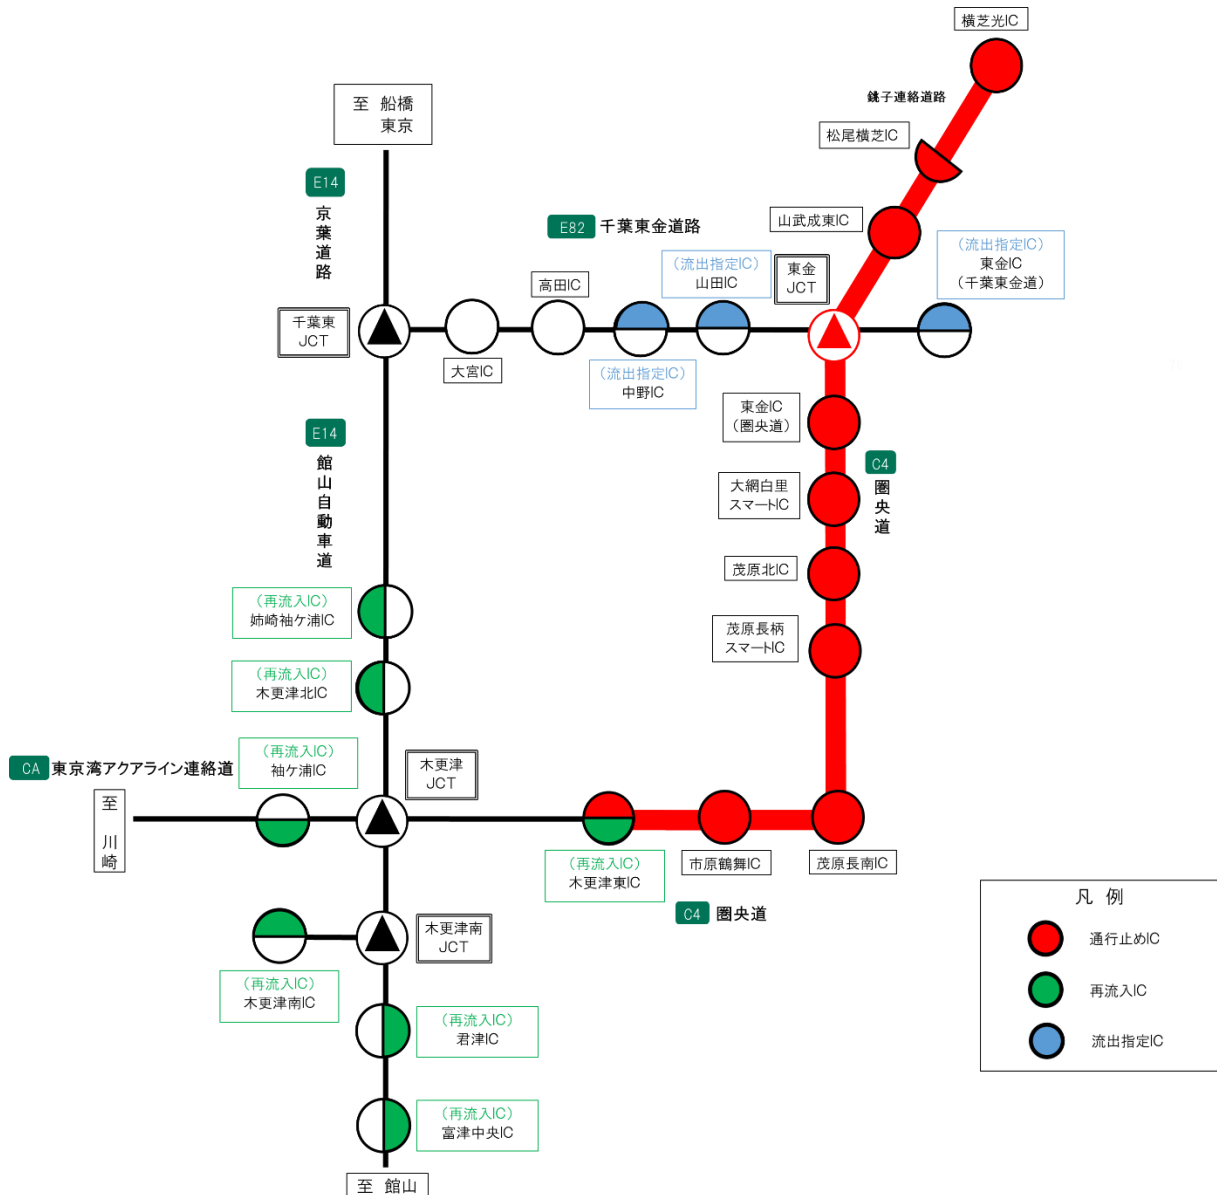 横芝光IC
銚子連絡道路
至 船橋
東京
松尾横芝IC
E14
京葉道路
山武成東IC
E82 千葉東金道路
(流出指定IC)
山田IC
東金
JCT
(流出指定IC)
東金IC
(千葉東金道)
高田IC
千葉東
JCT
大宮IC
(流出指定IC)
中野IC
東金IC
(圏央道)
E14
館山自動車道
C4
圏央道
大網白里
スマートIC
茂原北IC
(再流入IC)
姉崎袖ケ浦IC
茂原長柄
スマートIC
(再流入IC)
木更津北IC
(再流入IC)
袖ケ浦IC
木更津
JCT
CA 東京湾アクアライン連絡道
至 川崎
(再流入IC)
木更津東IC
市原鶴舞IC
茂原長南IC
C4 圏央道
木更津南
JCT
(再流入IC)
木更津南IC
(再流入IC)
君津IC
(再流入IC)
富津中央IC
至 館山
凡 例
通行止めIC
再流入IC
流出指定IC